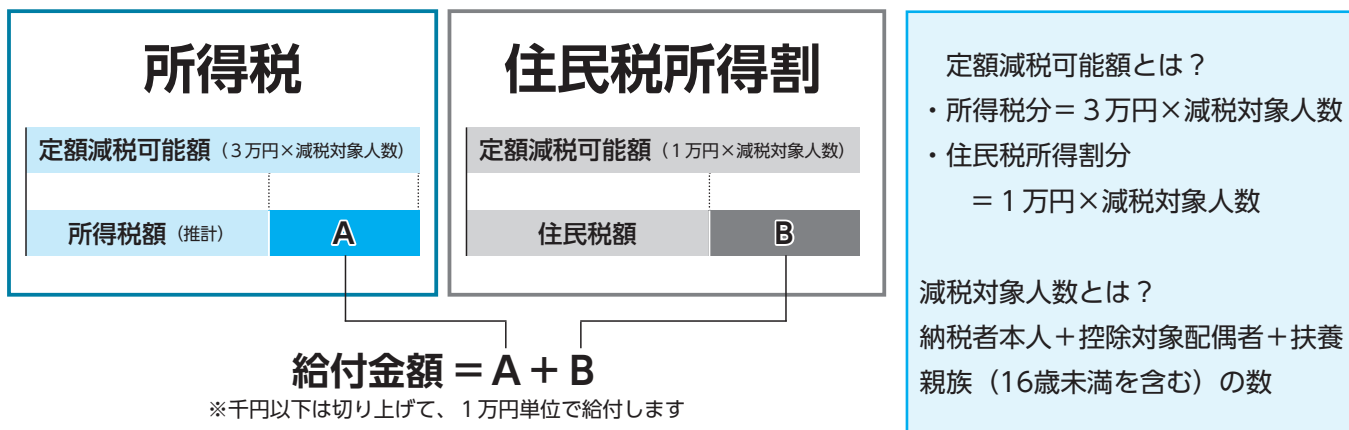 所得税
定額減税可能額（３万円×減税対象人数）
所得税額（推計）
A
住民税所得割
定額減税可能額（１万円×減税対象人数）
住民税額
B
給付金額＝A＋B
※千円以下は切り上げて、１万円単位で給付します
定額減税可能額とは？
・所得税分＝３万円×減税対象人数
・住民税所得割分
＝１万円×減税対象人数
減税対象人数とは？
納税者本人＋控除対象配偶者＋扶養
親族（16歳未満を含む）の数